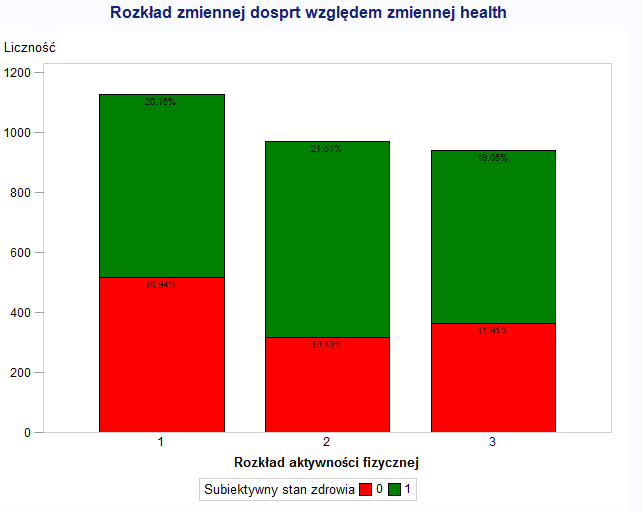 Rozkład zmiennej dosprt względem zmiennej health
Liczność
1200
1000
800
600
400
200
0
20.16%
16.94%
21.51%
10.43%
19.05%
11.91%
1 2 3
Rozkład aktywności fizycznej
Subiektywny stan zdrowia 0 1